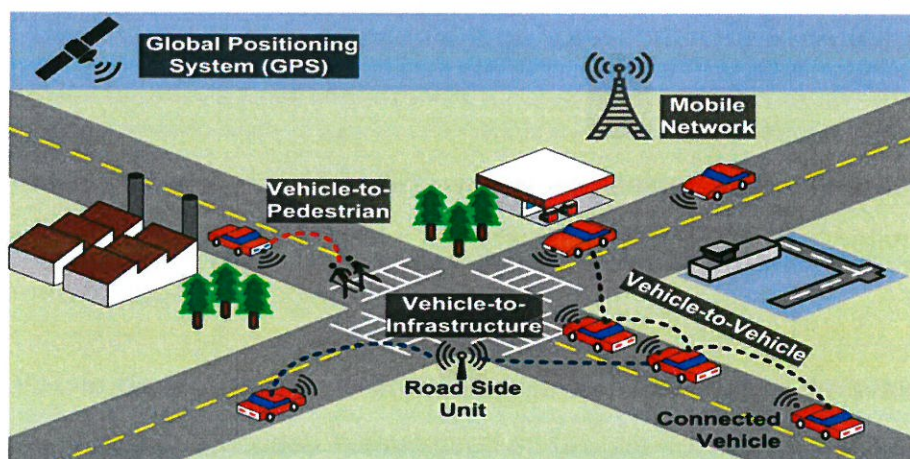 Global Positioning
System (GPS)
Mobile
Network
Vehicle-to-
Pedestrian
Vehicle-to-
Infrastructure
Vehicle-to-Vehicle
Road Side
Unit
Connected
Vehicle